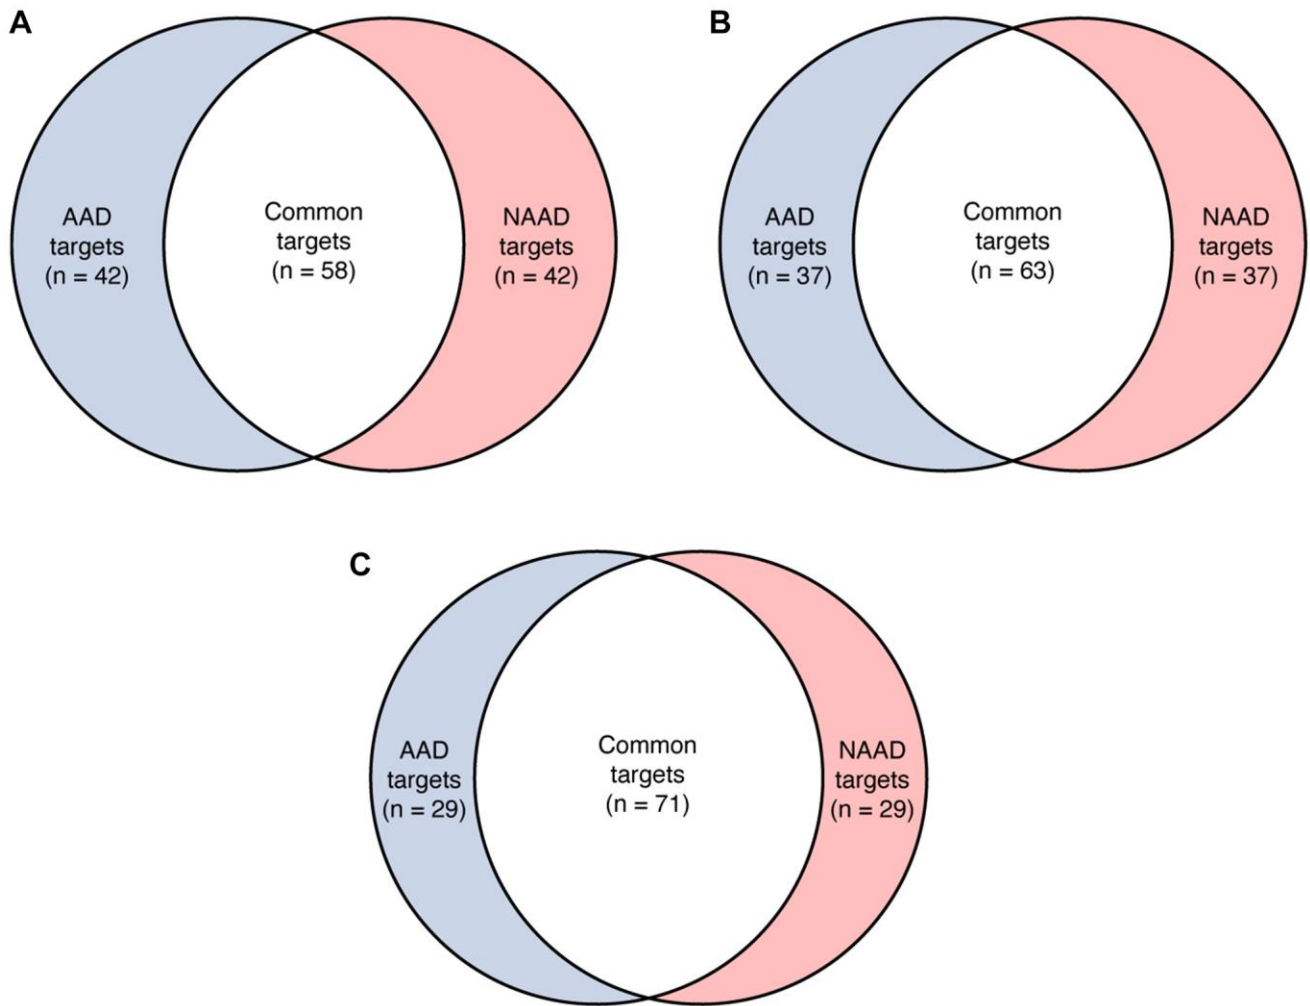 A
AAD
targets
(n = 42)
Common
targets
(n = 58)
NAAD
targets
(n = 42)
B
AAD
targets
(n = 37)
Common
targets
(n = 63)
NAAD
targets
(n = 37)
C
AAD
targets
(n = 29)
Common
targets
(n = 71)
NAAD
targets
(n = 29)